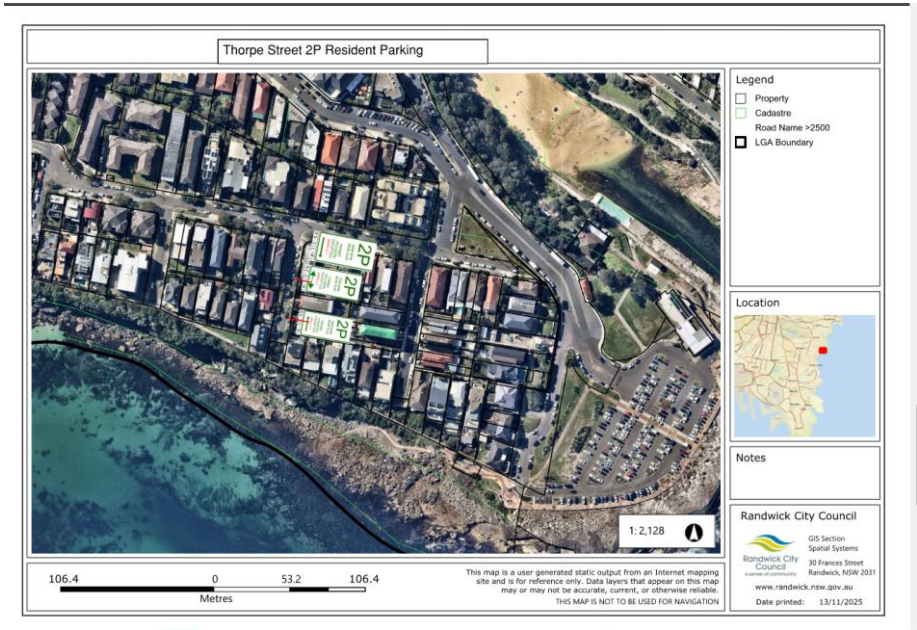 Thorpe Street 2P Resident Parking
2P
2P
2P
1: 2,128
Legend
Property
Cadastre
Road Name >2500
LGA Boundary
Location
Notes
Randwick City Council
Randwick City
Council
a sense of community
GIS Section
Spatial Systems
30 Frances Street
Randwick, NSW 2031
www.randwick.nsw.gov.au
Date printed: 13/11/2025
106.4 0 53.2 106.4
Metres
This map is a user generated static output from an Internet mapping
site and is for reference only. Data layers that appear on this map
may or may not be accurate, current, or otherwise reliable.
THIS MAP IS NOT TO BE USED FOR NAVIGATION